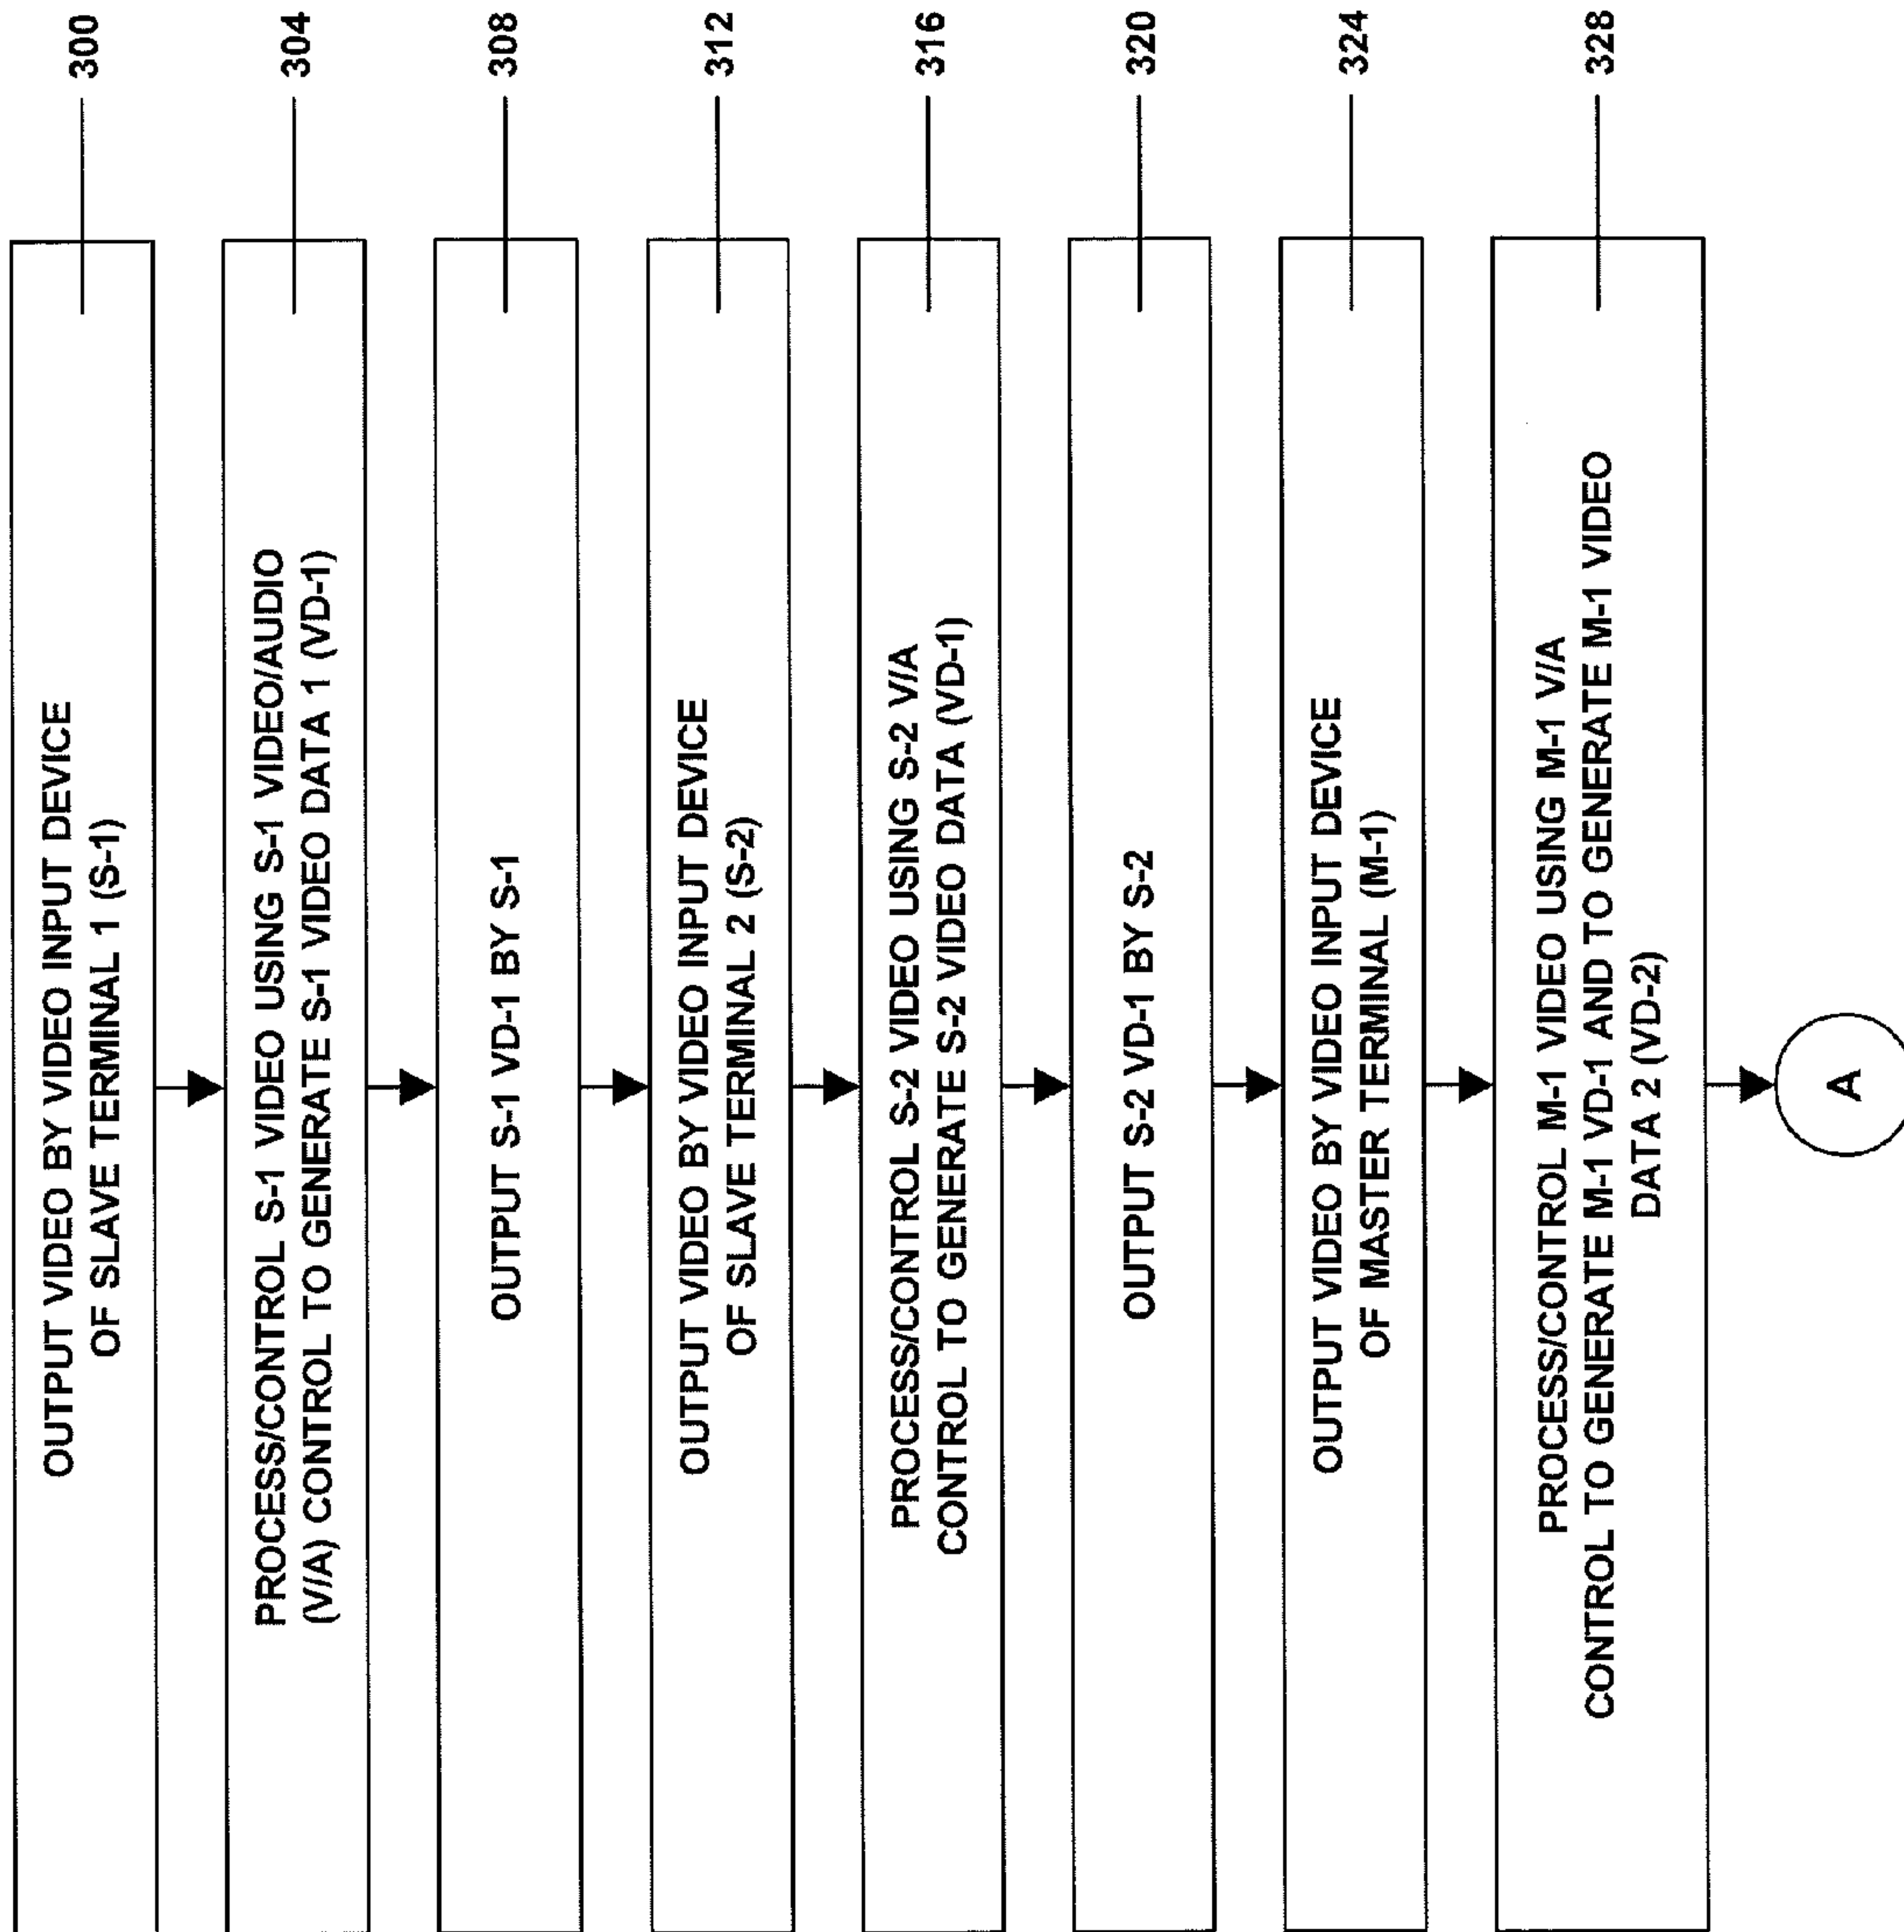 OUTPUT VIDEO BY VIDEO INPUT DEVICE
OF SLAVE TERMINAL 1 (S-1)
300
PROCESS/CONTROL S-1 VIDEO USING S-1 VIDEO/AUDIO
(V/A) CONTROL TO GENERATE S-1 VIDEO DATA 1 (VD-1)
304
OUTPUT S-1 VD-1 BY S-1
308
OUTPUT VIDEO BY VIDEO INPUT DEVICE
OF SLAVE TERMINAL 2 (S-2)
312
PROCESS/CONTROL S-2 VIDEO USING S-2 V/A
CONTROL TO GENERATE S-2 VIDEO DATA (VD-1)
316
OUTPUT S-2 VD-1 BY S-2
320
OUTPUT VIDEO BY VIDEO INPUT DEVICE
OF MASTER TERMINAL (M-1)
324
PROCESS/CONTROL M-1 VIDEO USING M-1 V/A
CONTROL TO GENERATE M-1 VD-1 AND TO GENERATE M-1 VIDEO
DATA 2 (VD-2)
328
A